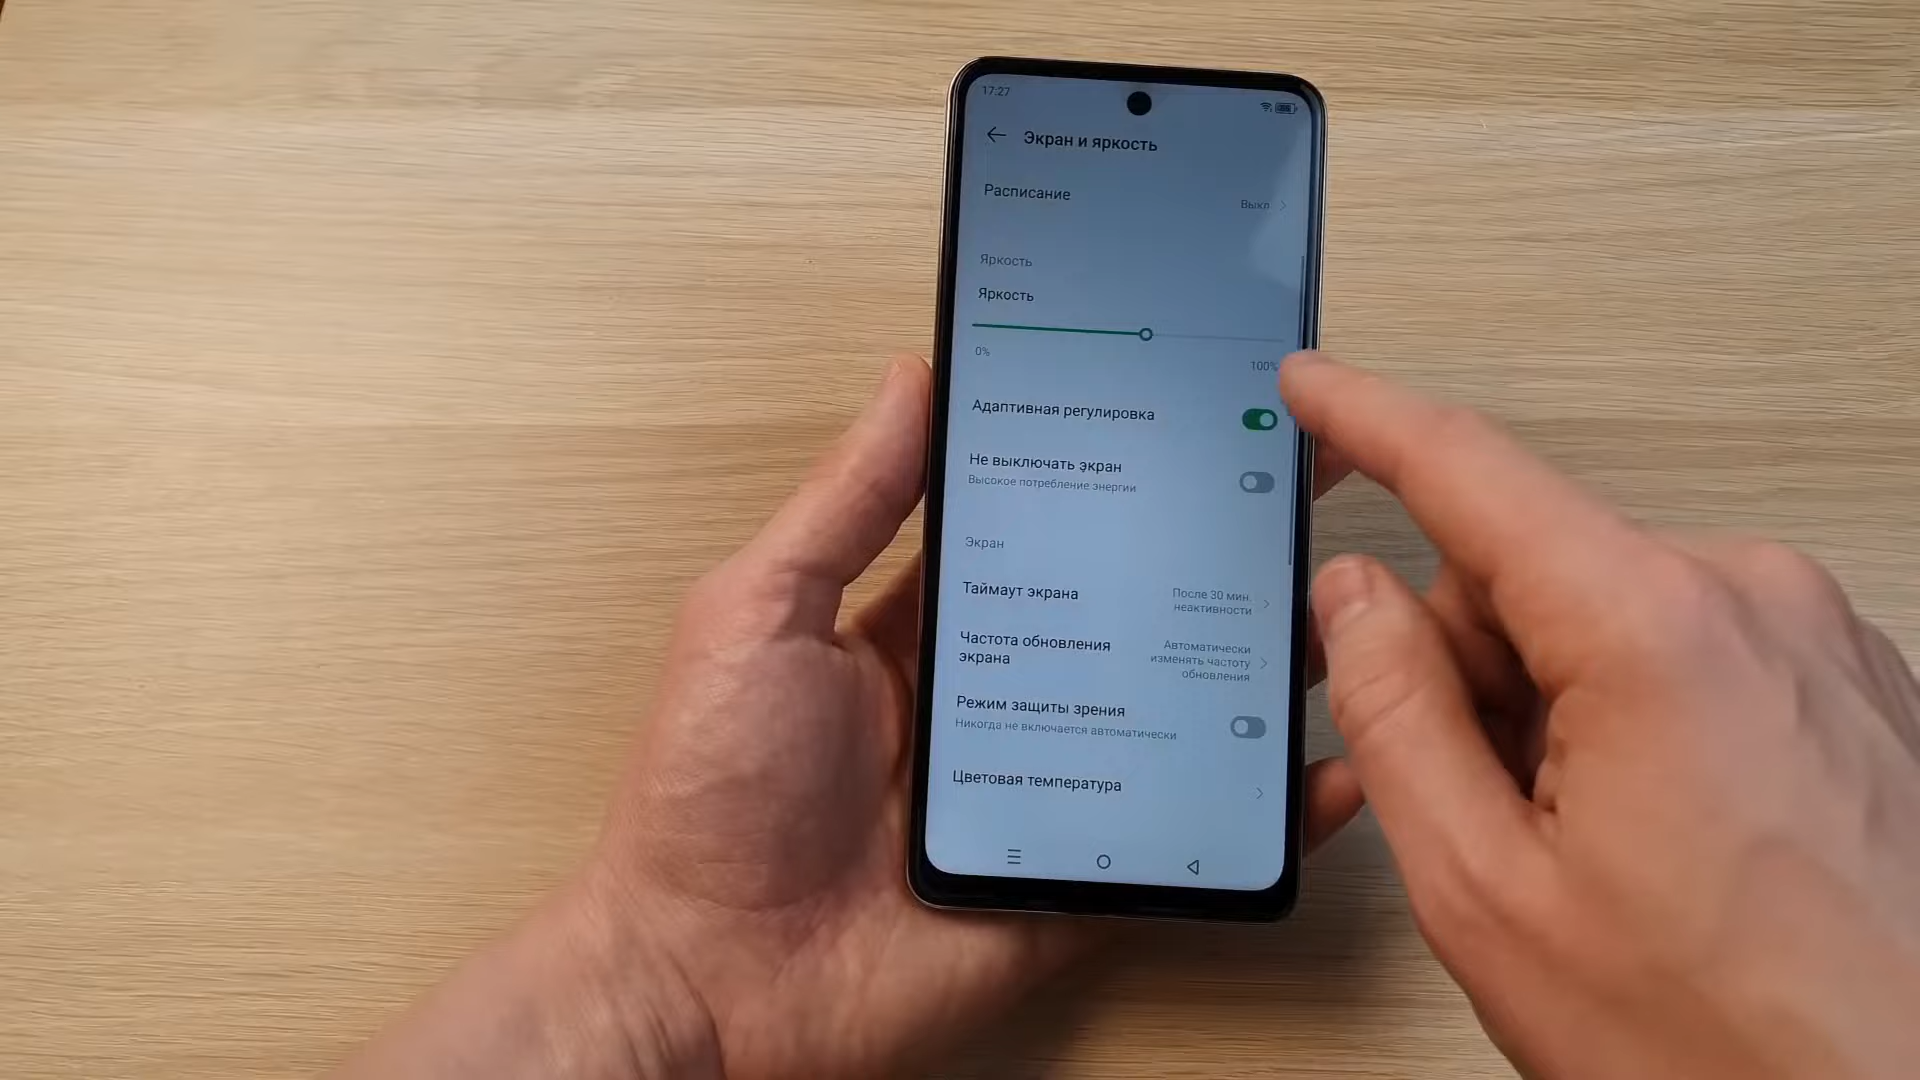 17:27
Экран и яркость
Расписание
Выкл
Яркость
Яркость
0%
100%
Адаптивная регулировка
Не выключать экран
Высокое потребление энергии
Экран
Таймаут экрана
После 30 мин.
неактивности
Частота обновления
экрана
Автоматически
изменять частоту
обновления
Режим защиты зрения
Никогда не включается автоматически
Цветовая температура